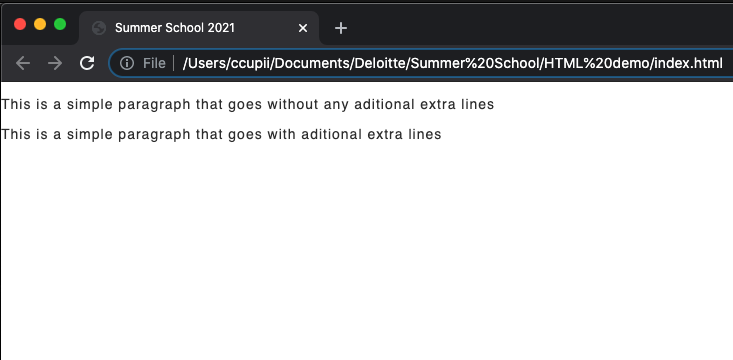 Summer School 2021
File /Users/ccupii/Documents/Deloitte/Summer%20School/HTML%20demo/index.html
This is a simple paragraph that goes without any aditional extra lines
This is a simple paragraph that goes with aditional extra lines